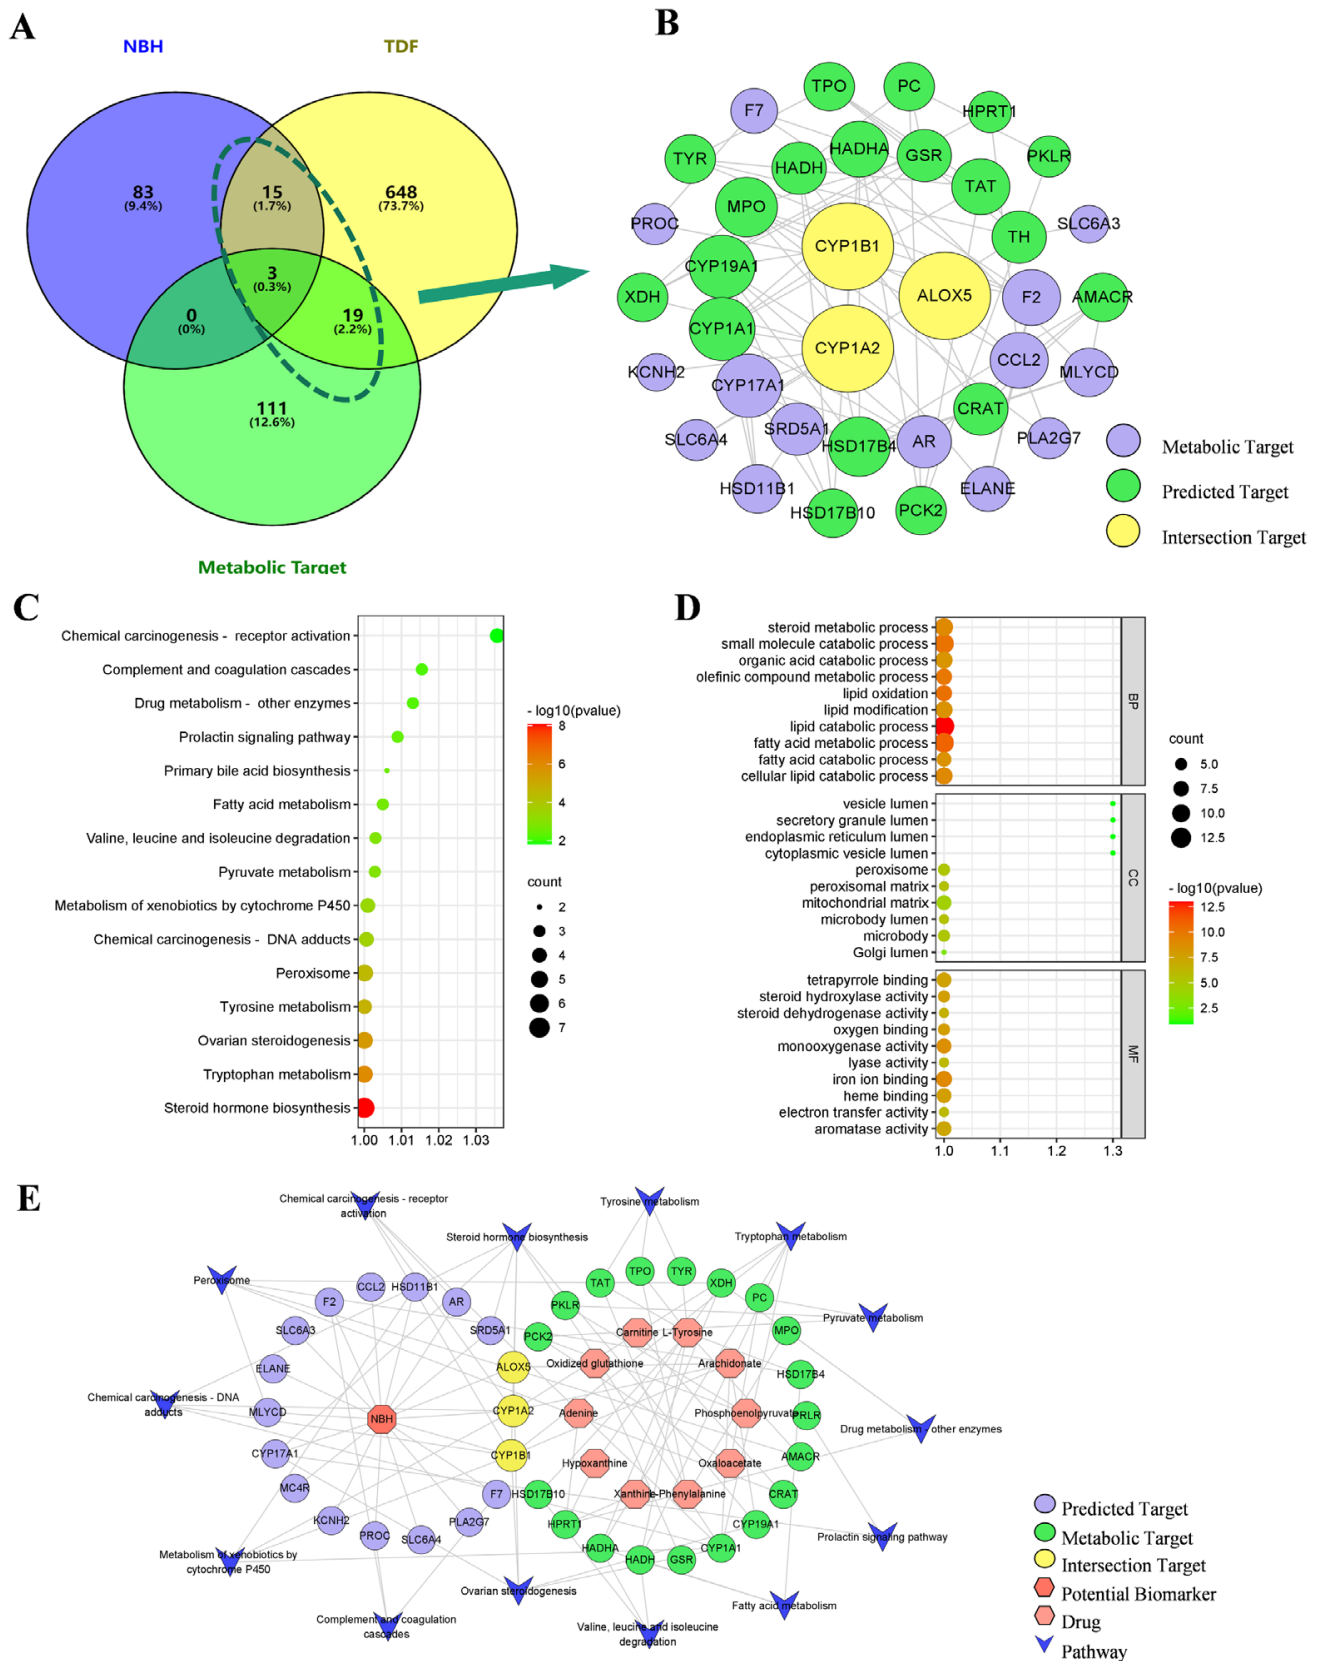 A
NBH
TDF
83
(9.4%)
15
(1.7%)
648
(73.7%)
3
(0.3%)
0
(0%)
19
(2.2%)
111
(12.6%)
Metabolic Target
B
TPO
PC
F7
HPRT1
HADHA
GSR
PKLR
TYR
HADH
TAT
MPO
PROC
SLC6A3
TH
CYP1B1
CYP19A1
XDH
ALOX5
F2
AMACR
CYP1A1
CYP1A2
CCL2
KCNH2
MLYCD
CYP17A1
CRAT
SRD5A1
SLC6A4
HSD17B4
AR
PLA2G7
HSD11B1
ELANE
HSD17B10
PCK2
Metabolic Target
Predicted Target
Intersection Target
C
Chemical carcinogenesis - receptor activation
Complement and coagulation cascades
Drug metabolism - other enzymes
Prolactin signaling pathway
Primary bile acid biosynthesis
Fatty acid metabolism
Valine, leucine and isoleucine degradation
Pyruvate metabolism
Metabolism of xenobiotics by cytochrome P450
Chemical carcinogenesis - DNA adducts
Peroxisome
Tyrosine metabolism
Ovarian steroidogenesis
Tryptophan metabolism
Steroid hormone biosynthesis
1.00 1.01 1.02 1.03
- log10(pvalue)
8
6
4
2
count
2
3
4
5
6
7
D
steroid metabolic process
small molecule catabolic process
organic acid catabolic process
olefinic compound metabolic process
lipid oxidation
lipid modification
lipid catabolic process
fatty acid metabolic process
fatty acid catabolic process
cellular lipid catabolic process
BP
vesicle lumen
secretory granule lumen
endoplasmic reticulum lumen
cytoplasmic vesicle lumen
peroxisome
peroxisomal matrix
mitochondrial matrix
microbody lumen
microbody
Golgi lumen
CC
tetrapyrrole binding
steroid hydroxylase activity
steroid dehydrogenase activity
oxygen binding
monooxygenase activity
lyase activity
iron ion binding
heme binding
electron transfer activity
aromatase activity
MF
1.0 1.1 1.2 1.3
count
5.0
7.5
10.0
12.5
- log10(pvalue)
12.5
10.0
7.5
5.0
2.5
E
Chemical carcinogenesis - receptor
activation
Tyrosine metabolism
Steroid hormone biosynthesis
Tryptophan metabolism
Peroxisome
Pyruvate metabolism
Chemical carcinogenesis - DNA
adducts
Drug metabolism - other enzymes
Prolactin signaling pathway
Metabolism of xenobiotics by
cytochrome P450
Ovarian steroidogenesis
Fatty acid metabolism
Complement and coagulation
cascades
Valine, leucine and isoleucine
degradation
CCL2
HSD11B1
F2
AR
SLC6A3
SRD5A1
ELANE
MLYCD
NBH
CYP17A1
MC4R
F7
KCNH2
PROC
SLC6A4
PLA2G7
ALOX5
CYP1A2
CYP1B1
TPO
TYR
TAT
XDH
PKLR
PC
PCK2
MPO
HSD17B4
PRLR
AMACR
CRAT
CYP19A1
CYP1A1
GSR
HADH
HADHA
HPRT1
HSD17B10
Carnitine
L-Tyrosine
Oxidized glutathione
Arachidonate
Adenine
Phosphoenolpyruvate
Hypoxanthine
Oxaloacetate
Xanthine
L-Phenylalanine
Predicted Target
Metabolic Target
Intersection Target
Potential Biomarker
Drug
Pathway